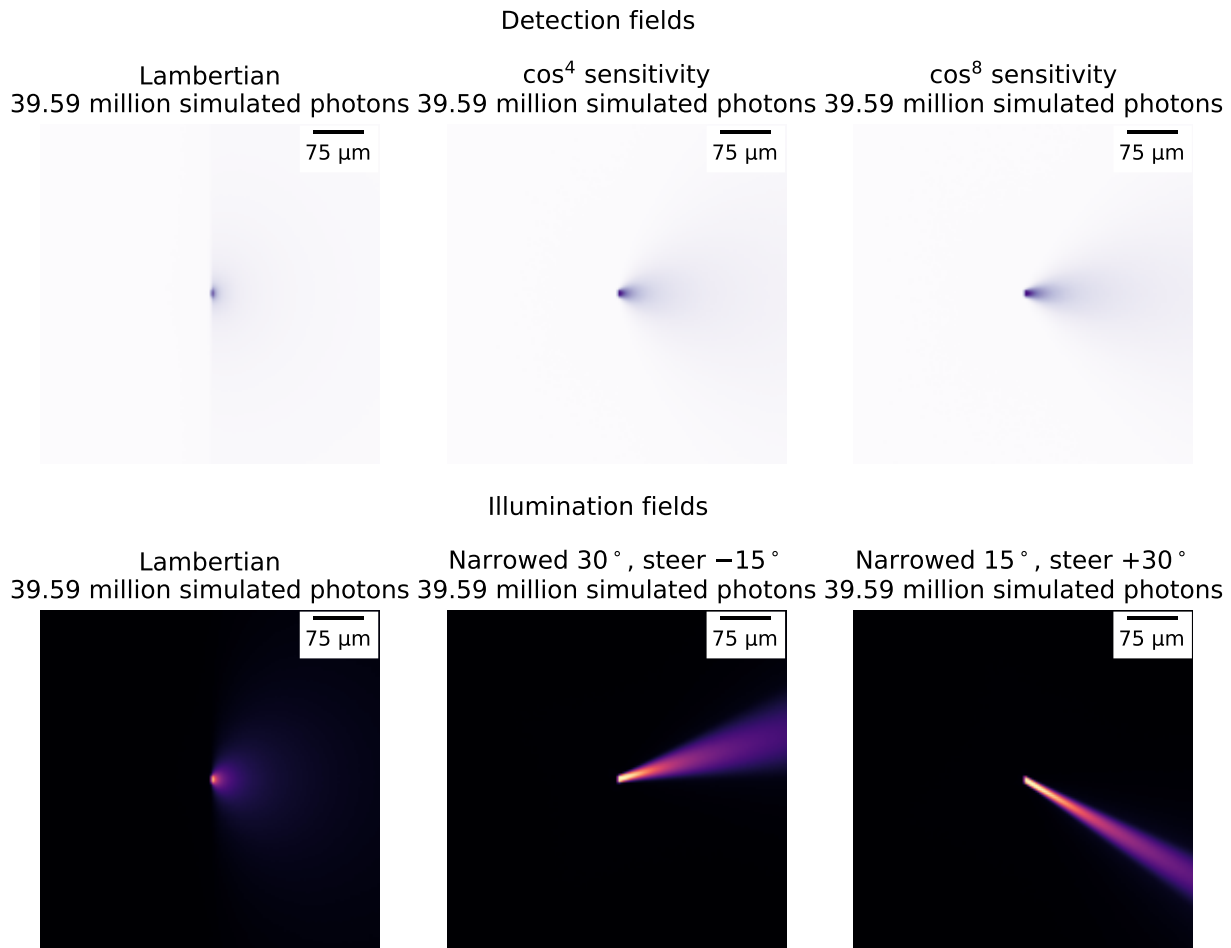 Detection fields
Lambertian
39.59 million simulated photons
cos⁴ sensitivity
39.59 million simulated photons
cos⁸ sensitivity
39.59 million simulated photons
75 µm
75 µm
75 µm
Illumination fields
Lambertian
39.59 million simulated photons
Narrowed 30°, steer −15°
39.59 million simulated photons
Narrowed 15°, steer +30°
39.59 million simulated photons
75 µm
75 µm
75 µm